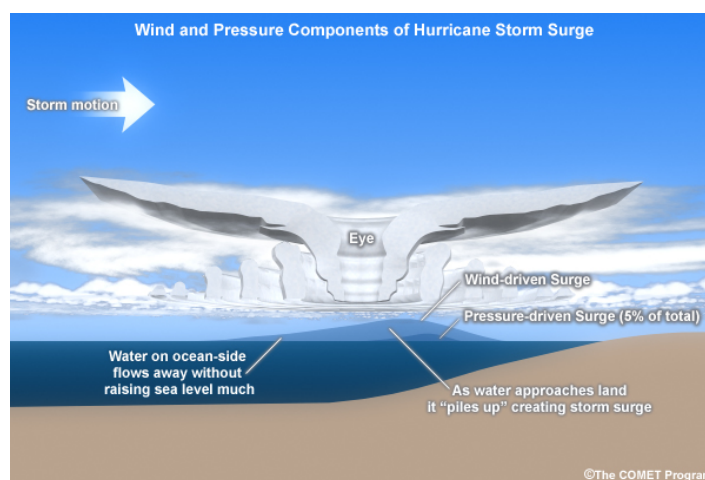 Wind and Pressure Components of Hurricane Storm Surge
Storm motion
Eye
Wind-driven Surge
Pressure-driven Surge (5% of total)
Water on ocean-side
flows away without
raising sea level much
As water approaches land
it “piles up” creating storm surge
©The COMET Program